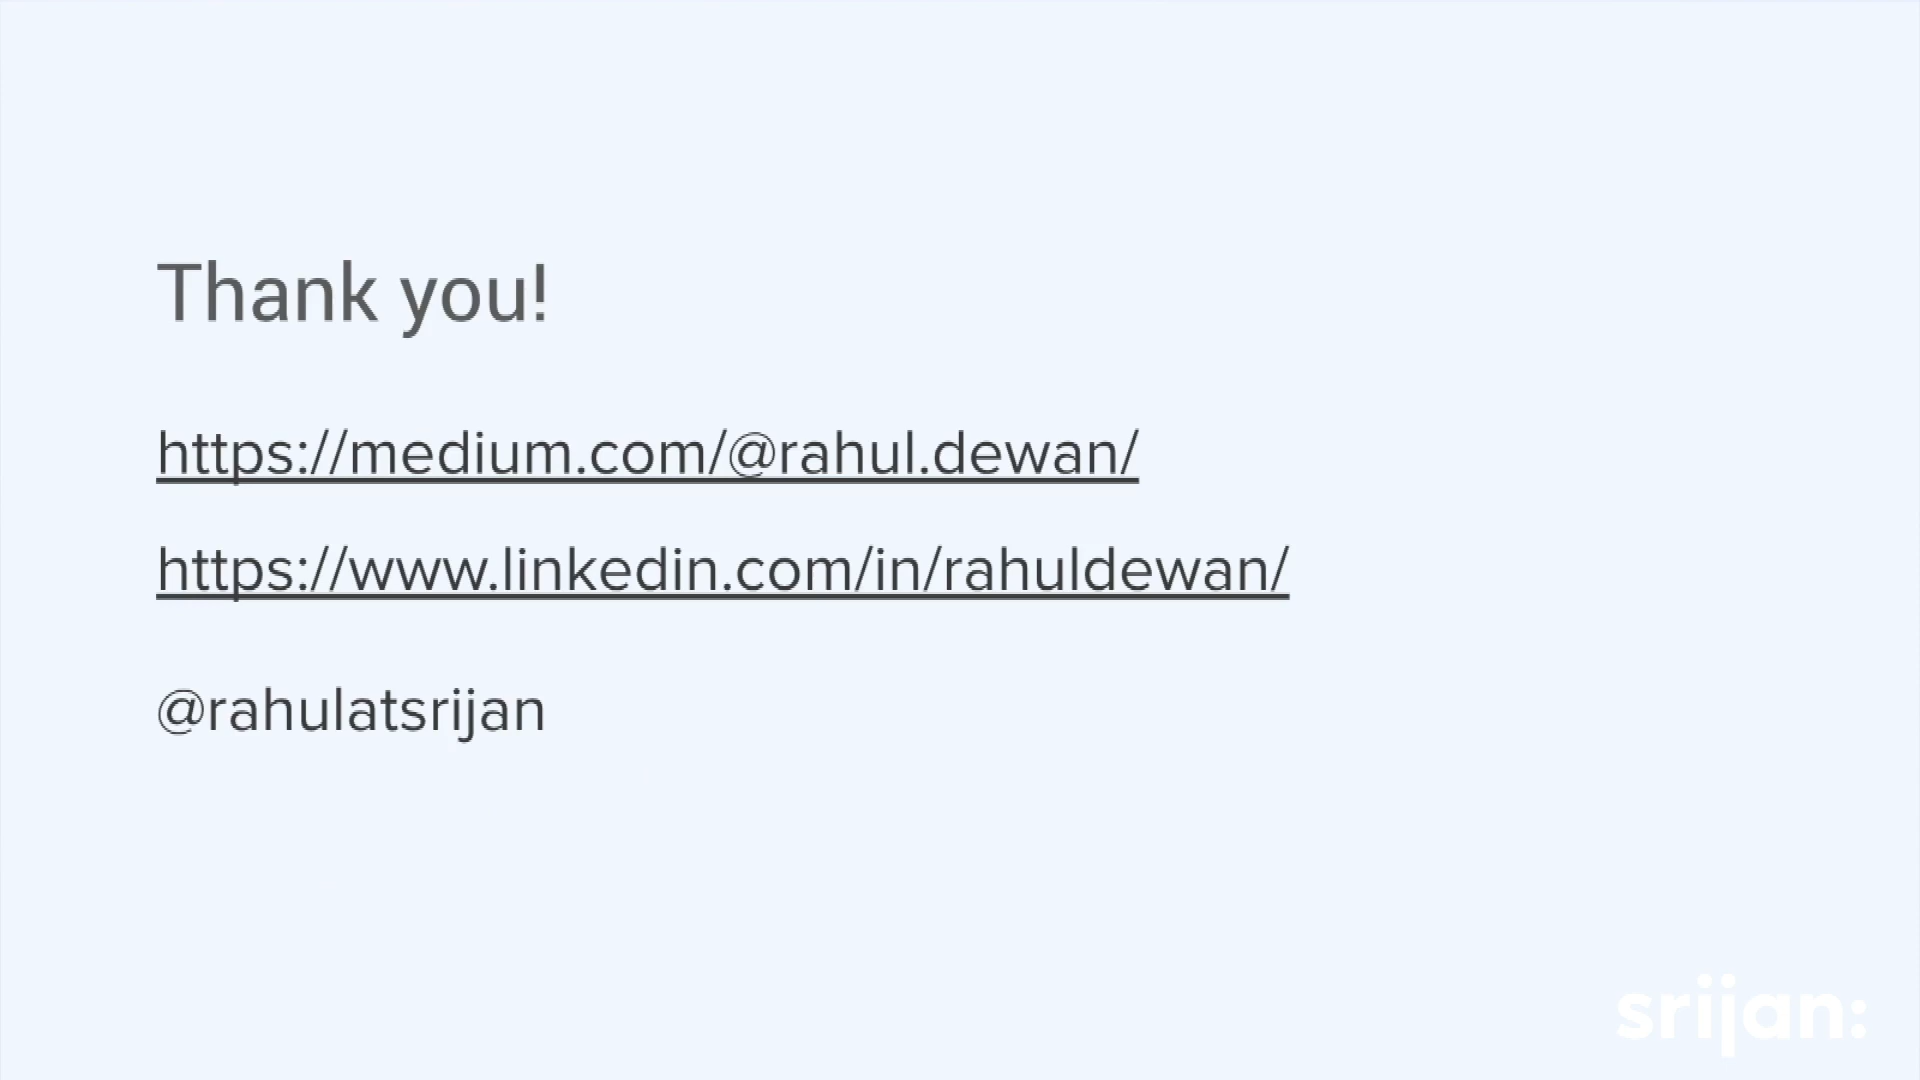 Thank you!
https://medium.com/@rahul.dewan/
https://www.linkedin.com/in/rahuldewan/
@rahulatsrijan
srijan: